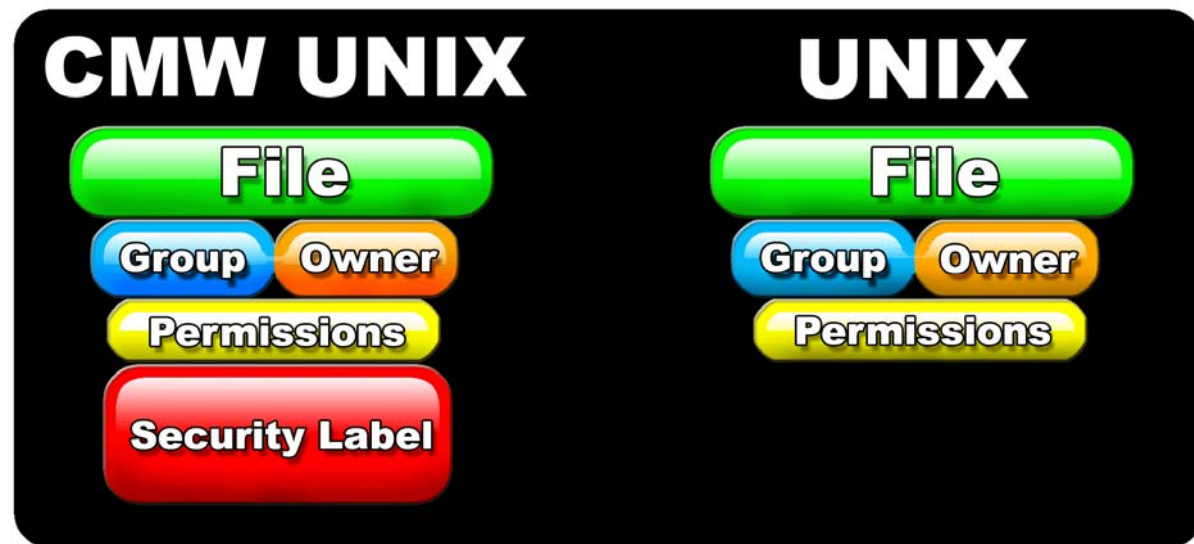 CMW UNIX
File
Group Owner
Permissions
Security Label
UNIX
File
Group Owner
Permissions